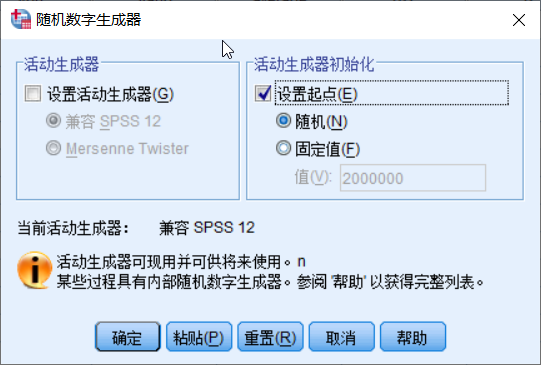 随机数字生成器
活动生成器
设置活动生成器(G)
兼容 SPSS 12
Mersenne Twister
活动生成器初始化
设置起点(E)
随机(N)
固定值(F)
值(V):
2000000
当前活动生成器:
兼容 SPSS 12
活动生成器可现用并可供将来使用。n
某些过程具有内部随机数字生成器。参阅 '帮助' 以获得完整列表。
确定
粘贴(P)
重置(R)
取消
帮助